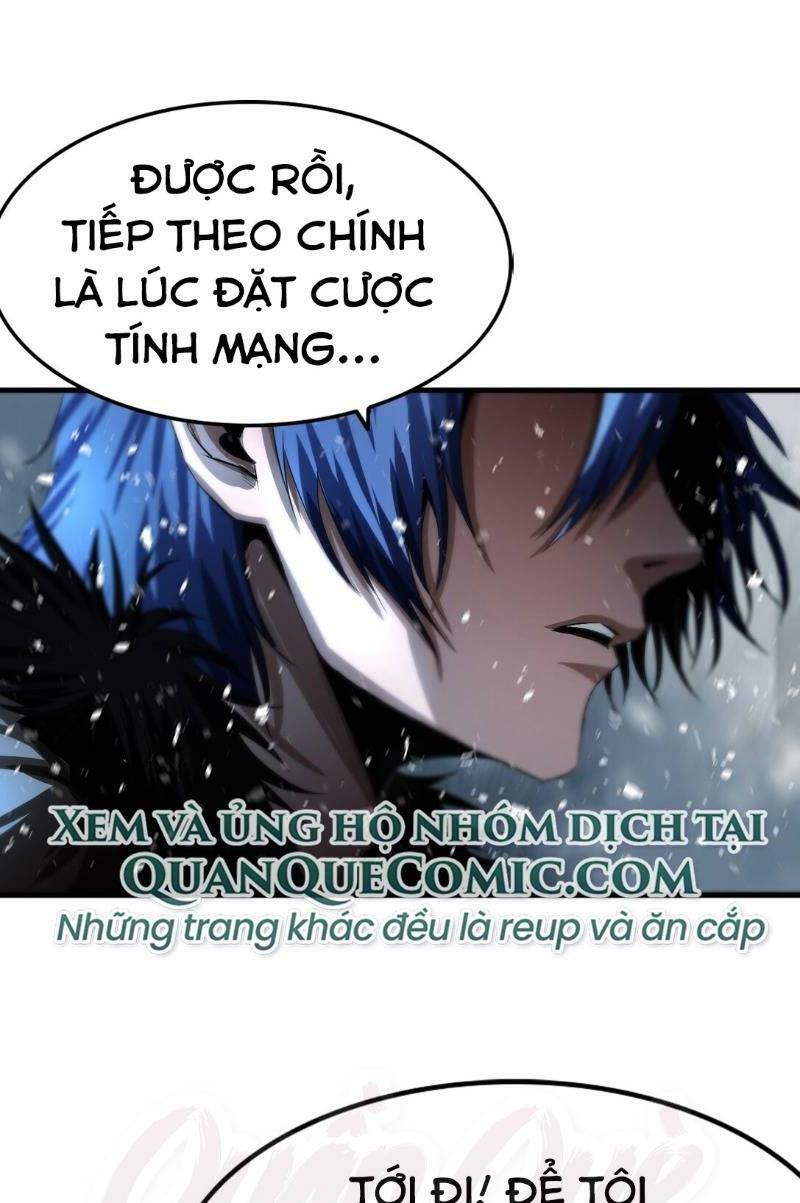 ĐƯỢC RỒI,
TIẾP THEO CHÍNH
LÀ LÚC ĐẶT CƯỢC
TÍNH MẠNG...
XEM VÀ ỦNG HỘ NHÓM DỊCH TẠI
QUANQUECOMIC.COM
Những trang khác đều là reup và ăn cắp
TỚI ĐI! ĐỂ TÔI